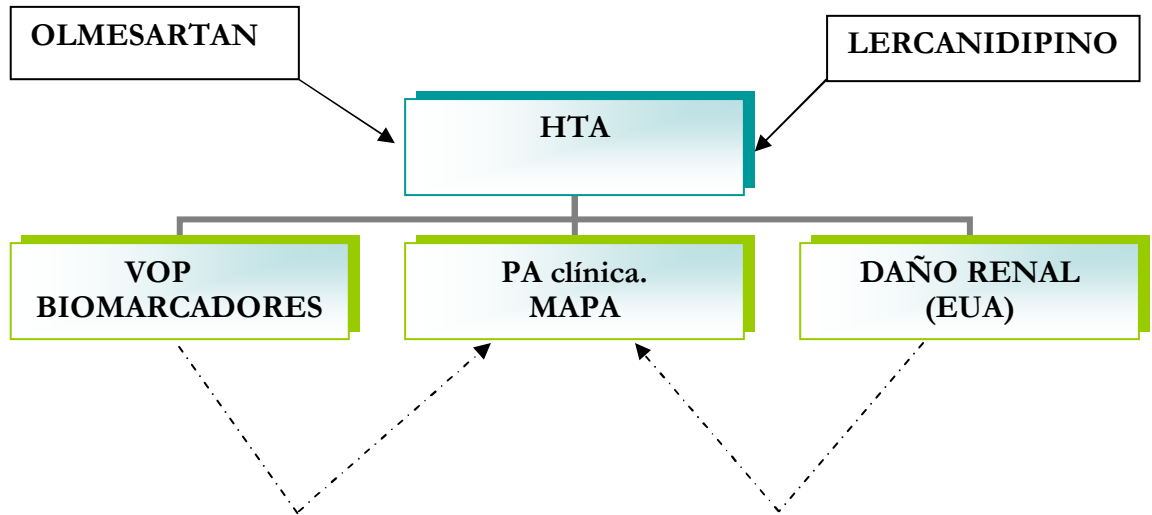 OLMESARTAN
LERCANIDIPINO
HTA
VOP
BIOMARCADORES
PA clínica.
MAPA
DAÑO RENAL
(EUA)